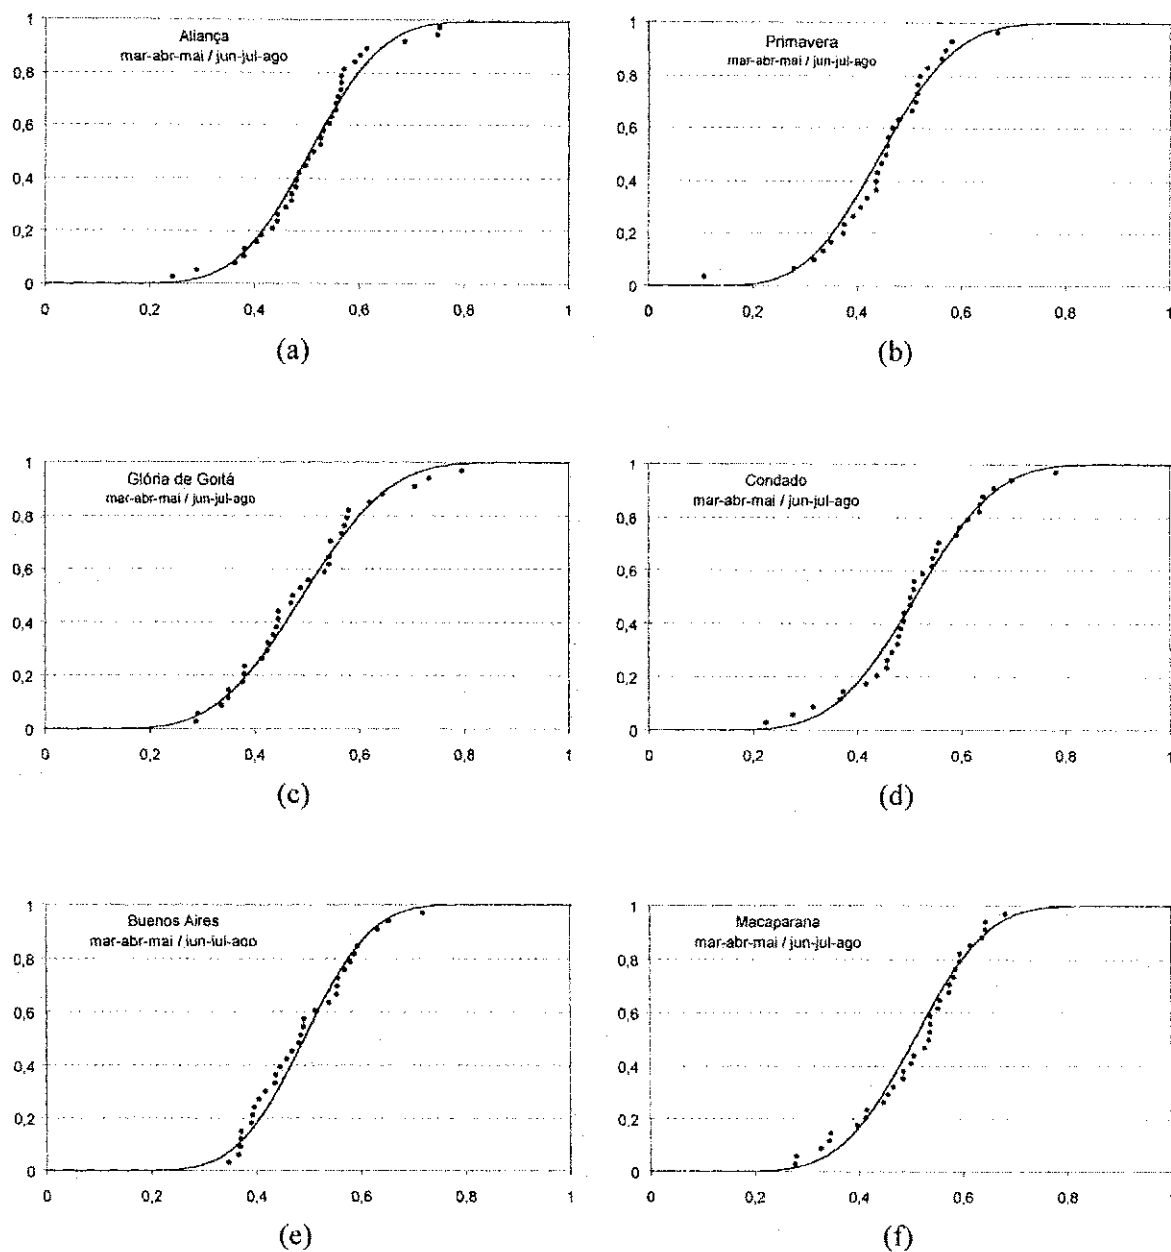 1
0,8
0,6
0,4
0,2
0
0 0,2 0,4 0,6 0,8 1
Aliança
mar-abr-mai / jun-jul-ago
(a)
1
0,8
0,6
0,4
0,2
0
0 0,2 0,4 0,6 0,8 1
Primavera
mar-abr-mai / jun-jul-ago
(b)
1
0,8
0,6
0,4
0,2
0
0 0,2 0,4 0,6 0,8 1
Glória de Goitá
mar-abr-mai / jun-jul-ago
(c)
1
0,8
0,6
0,4
0,2
0
0 0,2 0,4 0,6 0,8 1
Condado
mar-abr-mai / jun-jul-ago
(d)
1
0,8
0,6
0,4
0,2
0
0 0,2 0,4 0,6 0,8 1
Buenos Aires
mar-abr-mai / jun-jul-ago
(e)
1
0,8
0,6
0,4
0,2
0
0 0,2 0,4 0,6 0,8 1
Macaparana
mar-abr-mai / jun-jul-ago
(f)